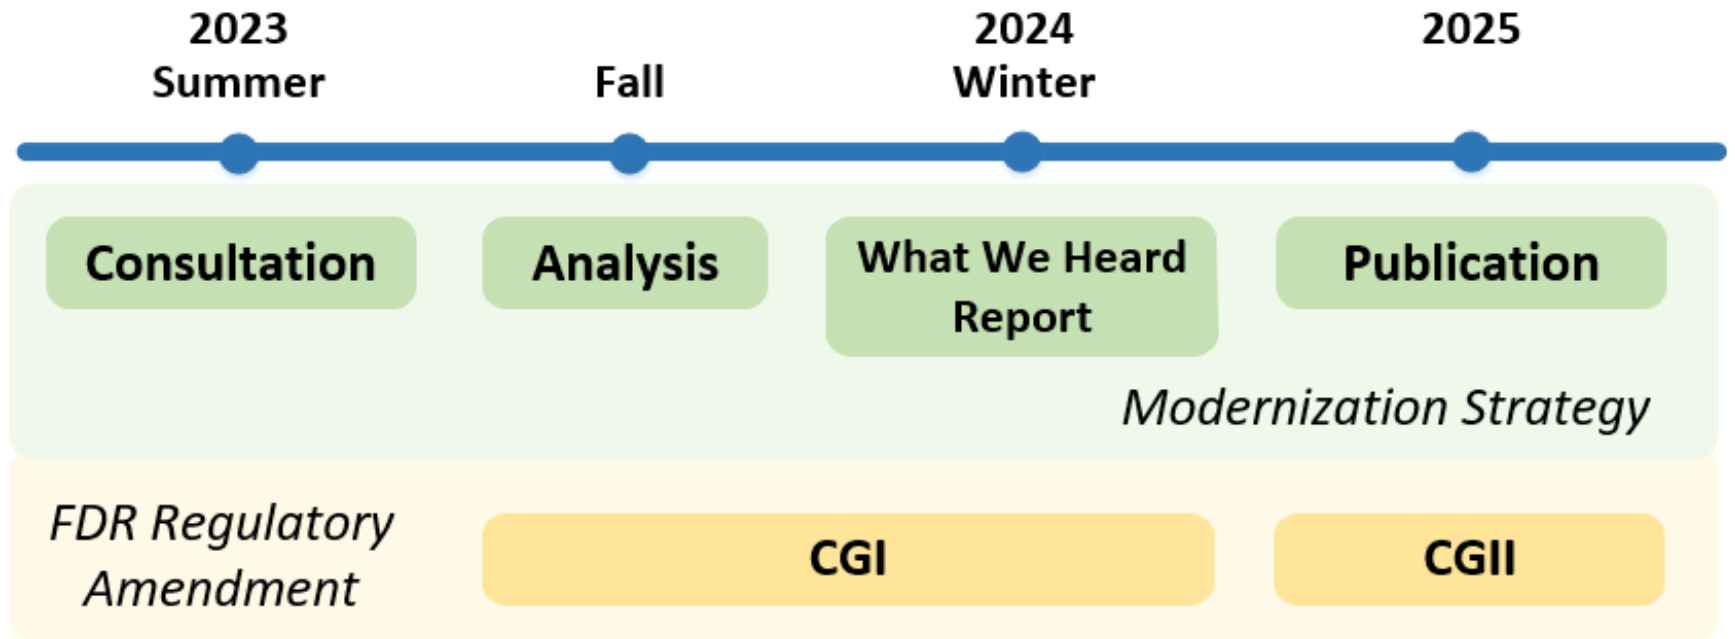 2023
Summer
Fall
2024
Winter
2025
Consultation
Analysis
What We Heard
Report
Publication
Modernization Strategy
FDR Regulatory
Amendment
CGI
CGII